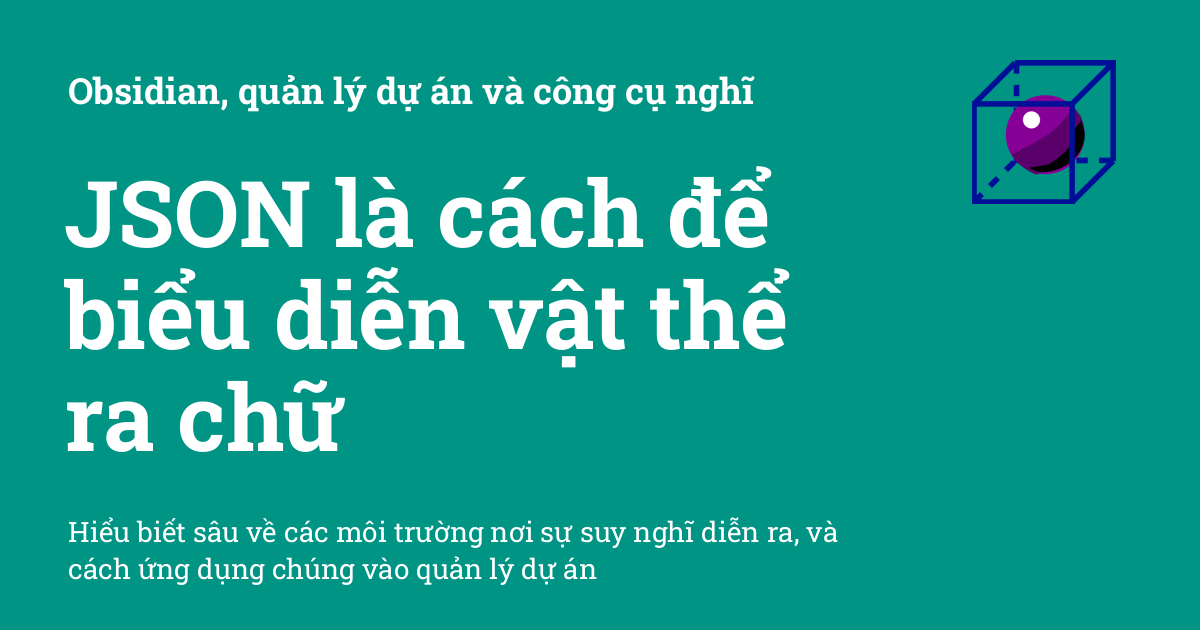 Obsidian, quản lý dự án và công cụ nghĩ
JSON là cách để
biểu diễn vật thể
ra chữ
Hiểu biết sâu về các môi trường nơi sự suy nghĩ diễn ra, và
cách ứng dụng chúng vào quản lý dự án